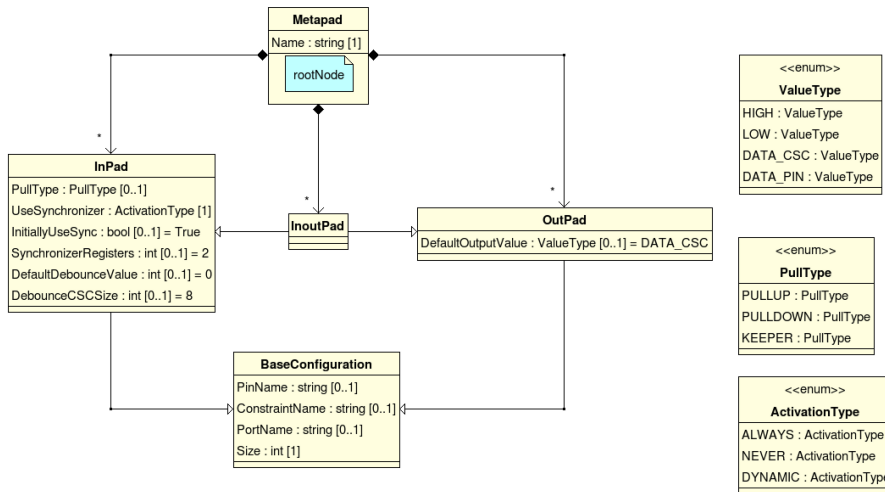 Metapad
Name : string [1]
rootNode
*
*
*
InPad
PullType : PullType [0..1]
UseSynchronizer : ActivationType [1]
InitiallyUseSync : bool [0..1] = True
SynchronizerRegisters : int [0..1] = 2
DefaultDebounceValue : int [0..1] = 0
DebounceCSCSize : int [0..1] = 8
InoutPad
OutPad
DefaultOutputValue : ValueType [0..1] = DATA_CSC
BaseConfiguration
PinName : string [0..1]
ConstraintName : string [0..1]
PortName : string [0..1]
Size : int [1]
<<enum>>
ValueType
HIGH : ValueType
LOW : ValueType
DATA_CSC : ValueType
DATA_PIN : ValueType
<<enum>>
PullType
PULLUP : PullType
PULLDOWN : PullType
KEEPER : PullType
<<enum>>
ActivationType
ALWAYS : ActivationType
NEVER : ActivationType
DYNAMIC : ActivationType